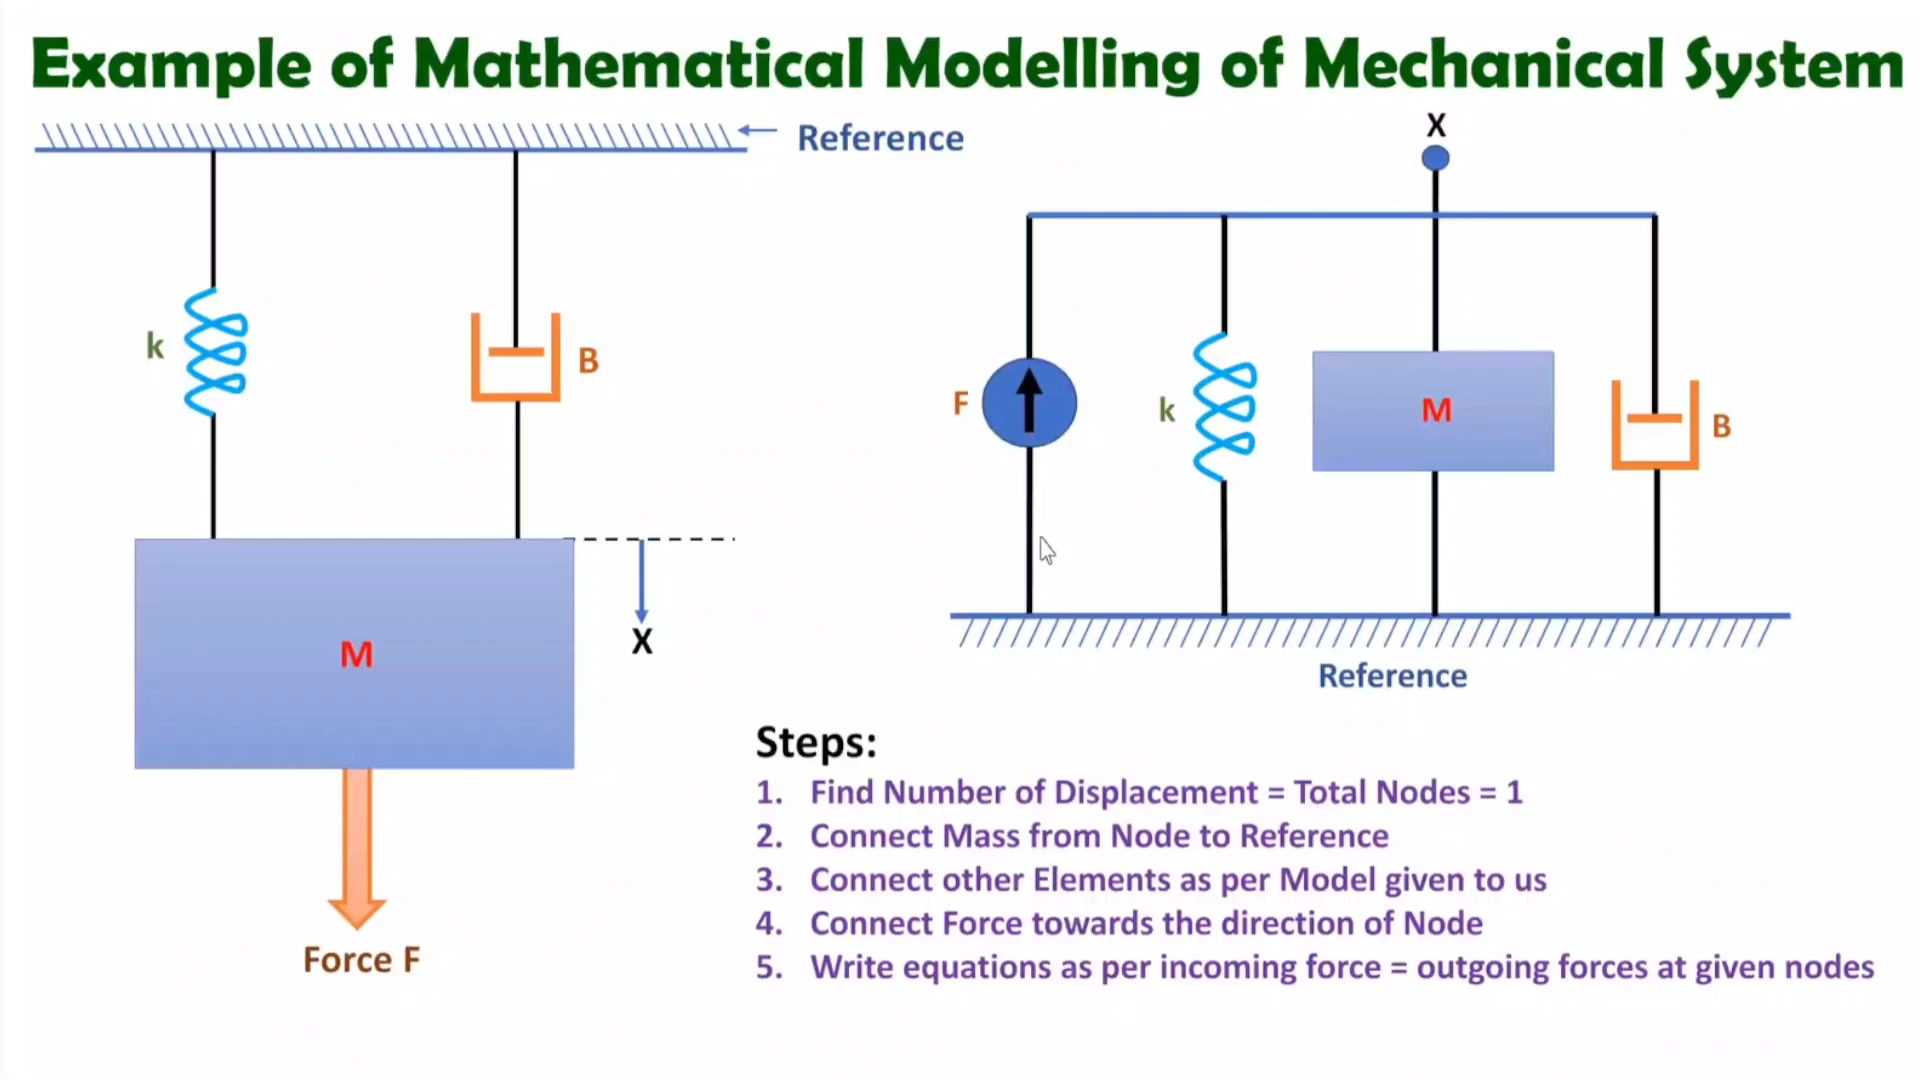 Example of Mathematical Modelling of Mechanical System
Reference
k
B
M
X
Force F
X
F
k
M
B
Reference
Steps:
1. Find Number of Displacement = Total Nodes = 1
2. Connect Mass from Node to Reference
3. Connect other Elements as per Model given to us
4. Connect Force towards the direction of Node
5. Write equations as per incoming force = outgoing forces at given nodes